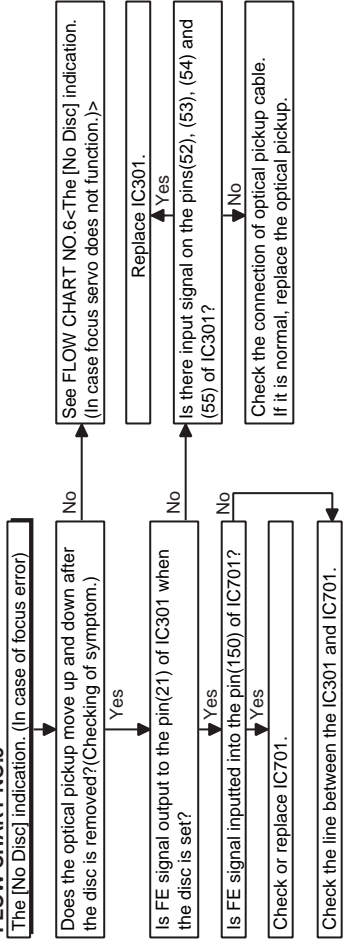 The [No Disc] indication. (In case of focus error)
Does the optical pickup move up and down after
the disc is removed?(Checking of symptom.)
No
See FLOW CHART NO.6<The [No Disc] indication.
(In case focus servo does not function.)>
Yes
Is FE signal output to the pin(21) of IC301 when
the disc is set?
No
Is there input signal on the pins(52), (53), (54) and
(55) of IC301?
Yes
Replace IC301.
No
Check the connection of optical pickup cable.
If it is normal, replace the optical pickup.
Yes
Is FE signal inputted into the pin(150) of IC701?
No
Yes
Check or replace IC701.
Check the line between the IC301 and IC701.